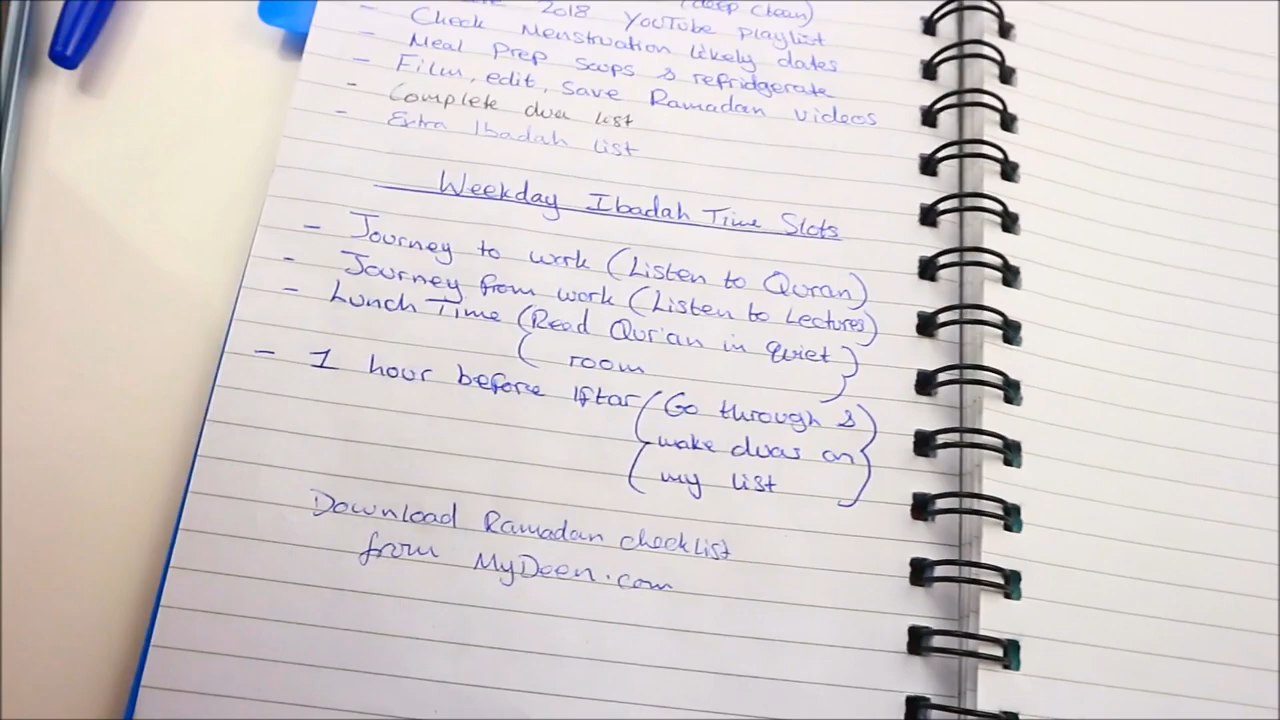 2018 YouTube playlist (deep clean)
- Check Menstruation likely dates
- Meal Prep soups & refridgerate
- Film, edit, save Ramadan videos
- Complete dua list
- Extra Ibadah list
Weekday Ibadah Time Slots
- Journey to work (Listen to Quran)
- Journey from work (Listen to Lectures)
- Lunch Time (Read Qur'an in quiet
room)
- 1 hour before Iftar (Go through &
make duas on
my list)
Download Ramadan checklist
from MyDeen.com